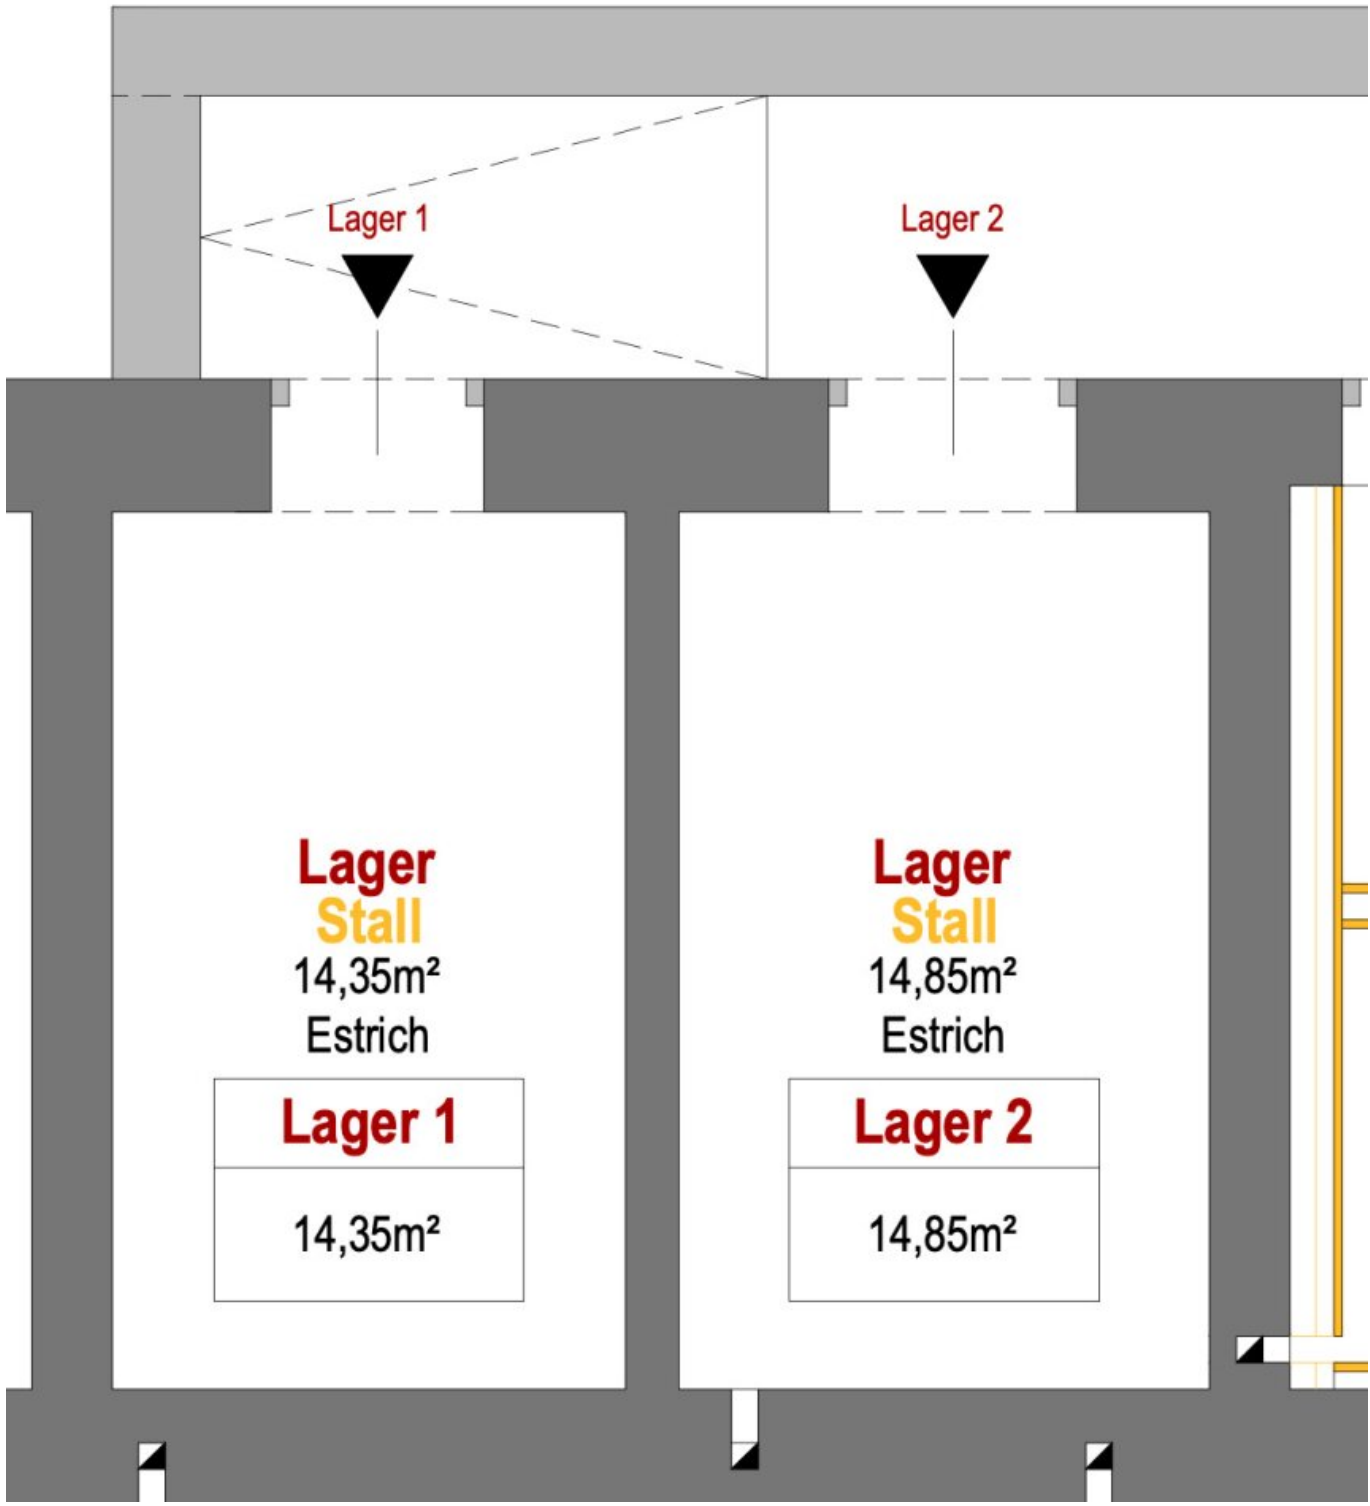 Lager 1
Lager 2
Lager
Stall
14,35m²
Estrich
Lager 1
14,35m²
Lager
Stall
14,85m²
Estrich
Lager 2
14,85m²